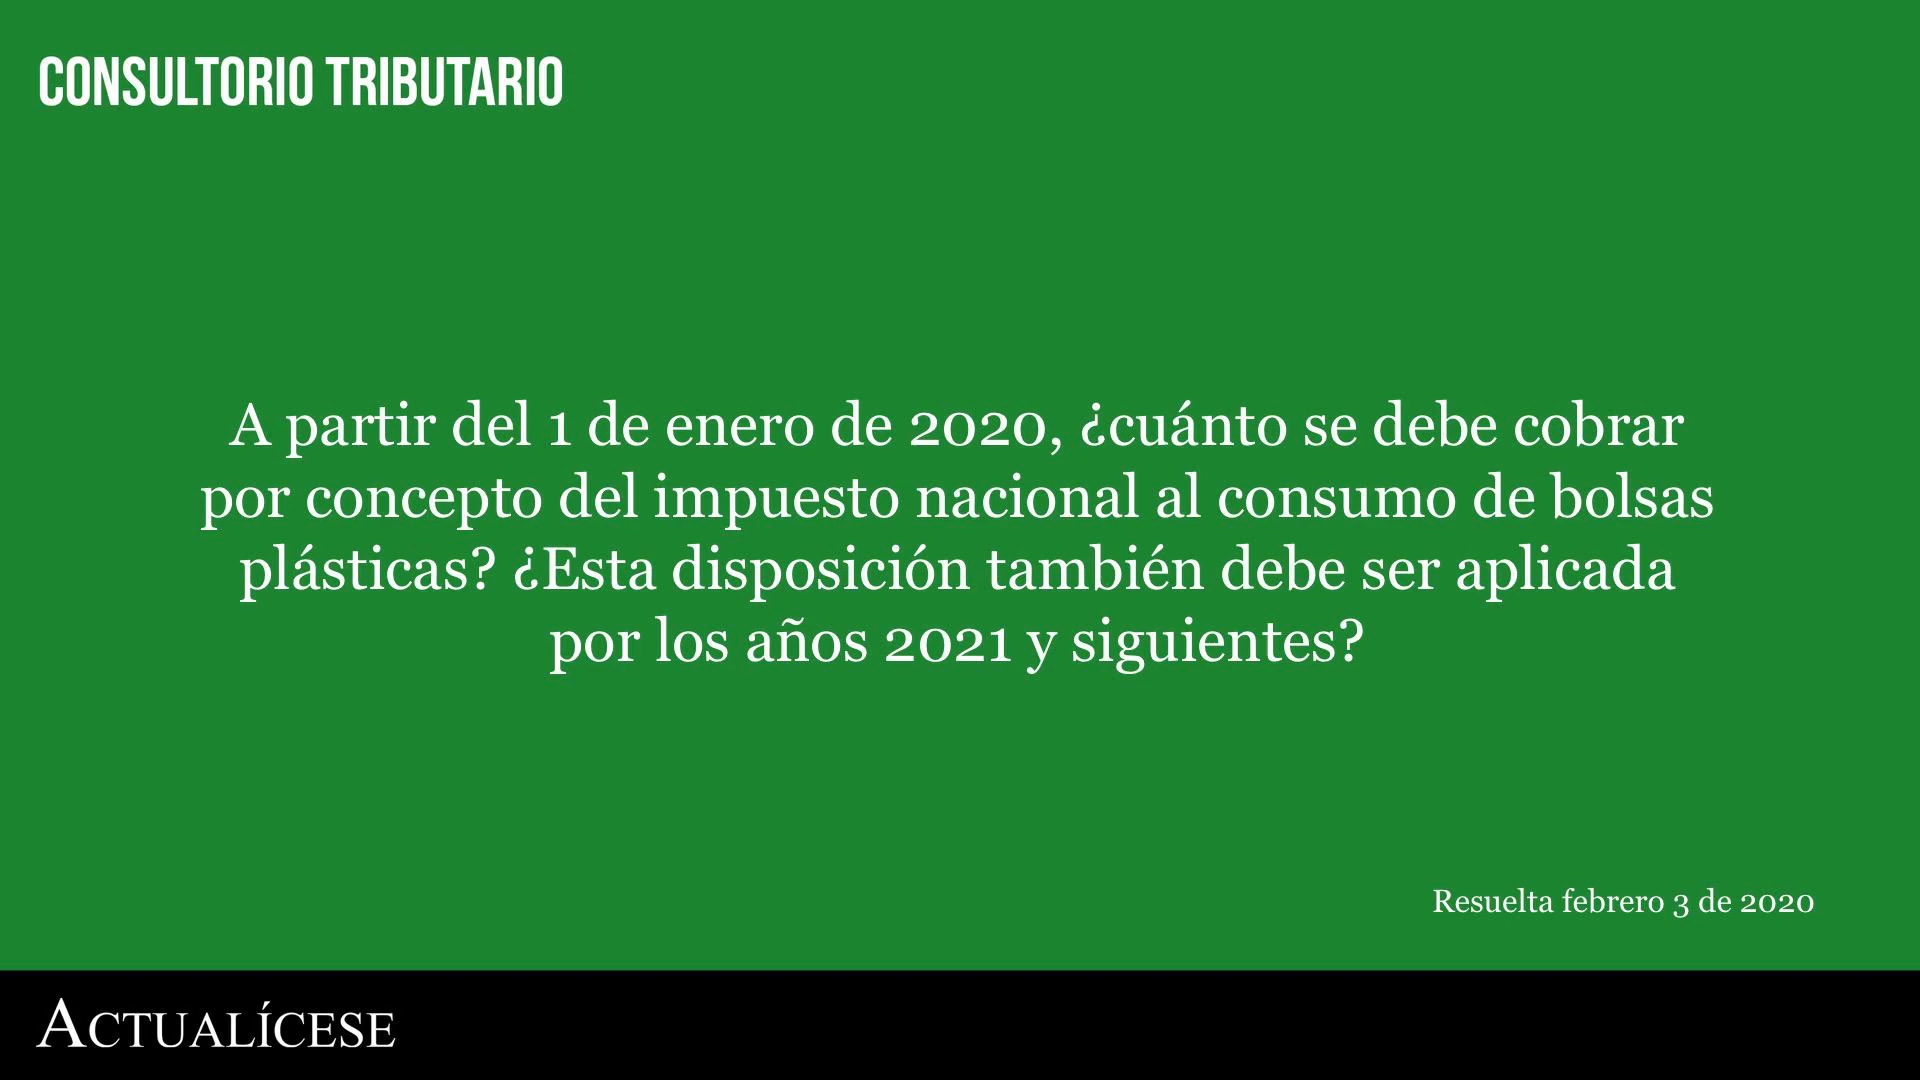 CONSULTORIO TRIBUTARIO
A partir del 1 de enero de 2020, ¿cuánto se debe cobrar
por concepto del impuesto nacional al consumo de bolsas
plásticas? ¿Esta disposición también debe ser aplicada
por los años 2021 y siguientes?
Resuelta febrero 3 de 2020
ACTUALÍCESE